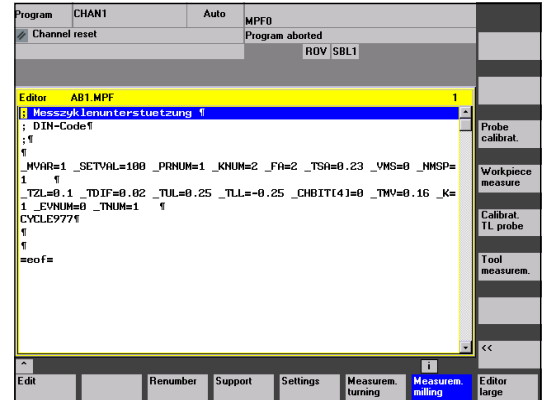 Program CHAN1 Auto MPF0
Channel reset Program aborted
ROV SBL1
Editor AB1.MPF 1
; Messzyklenunterstuetzung ¶
; DIN-Code¶
;¶
¶
_MVAR=1 _SETVAL=100 _PRNUM=1 _KNUM=2 _FA=2 _TSA=0.23 _VMS=0 _NMSP=
1 ¶
_TZL=0.1 _TDIF=0.02 _TUL=0.25 _TLL=-0.25 _CHBIT[4]=0 _TMV=0.16 _K=
1 _EVNUM=0 _TNUM=1 ¶
CYCLE977¶
¶
¶
=eof=
Probe
calibrat.
Workpiece
measure
Calibrat.
TL probe
Tool
measurem.
<<
^ i
Edit Renumber Support Settings Measurem.
turning Measurem.
milling Editor
large